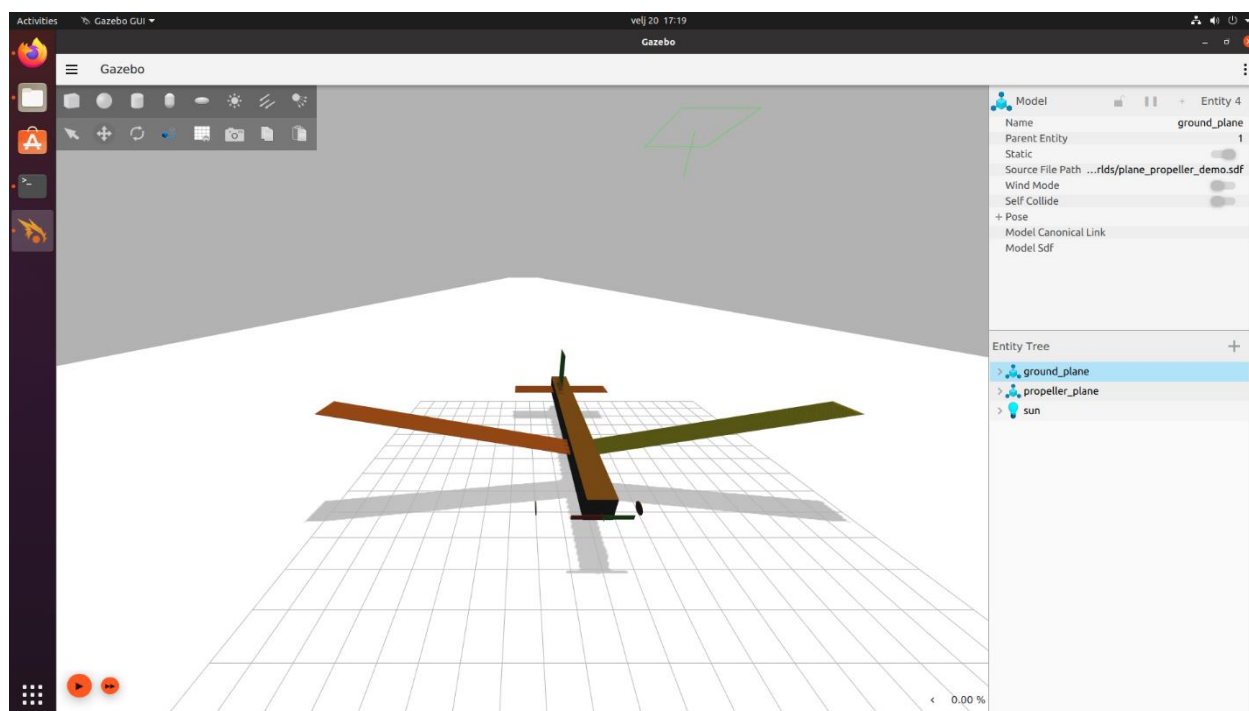 Activities Gazebo GUI velj 20 17:19
Gazebo
Gazebo
Model Entity 4
Name ground_plane
Parent Entity 1
Static
Source File Path ...rlds/plane_propeller_demo.sdf
Wind Mode
Self Collide
+ Pose
Model Canonical Link
Model Sdf
Entity Tree
ground_plane
propeller_plane
sun
0.00 %